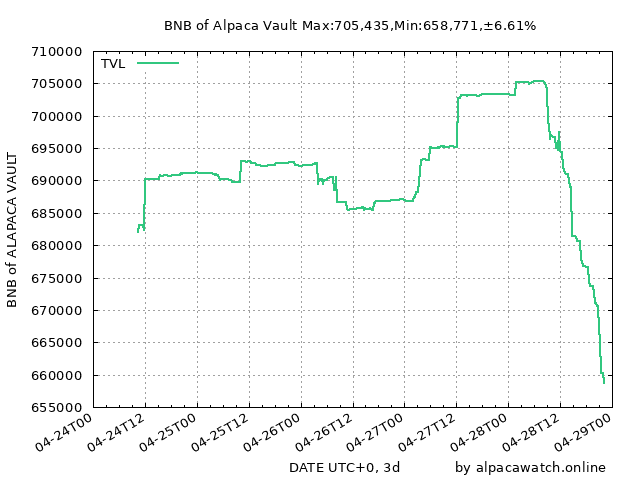 BNB of Alpaca Vault Max:705,435,Min:658,771,±6.61%
TVL
BNB of ALAPACA VAULT
710000
705000
700000
695000
690000
685000
680000
675000
670000
665000
660000
655000
04-24T00
04-24T12
04-25T00
04-25T12
04-26T00
04-26T12
04-27T00
04-27T12
04-28T00
04-28T12
04-29T00
DATE UTC+0, 3d
by alpacawatch.online